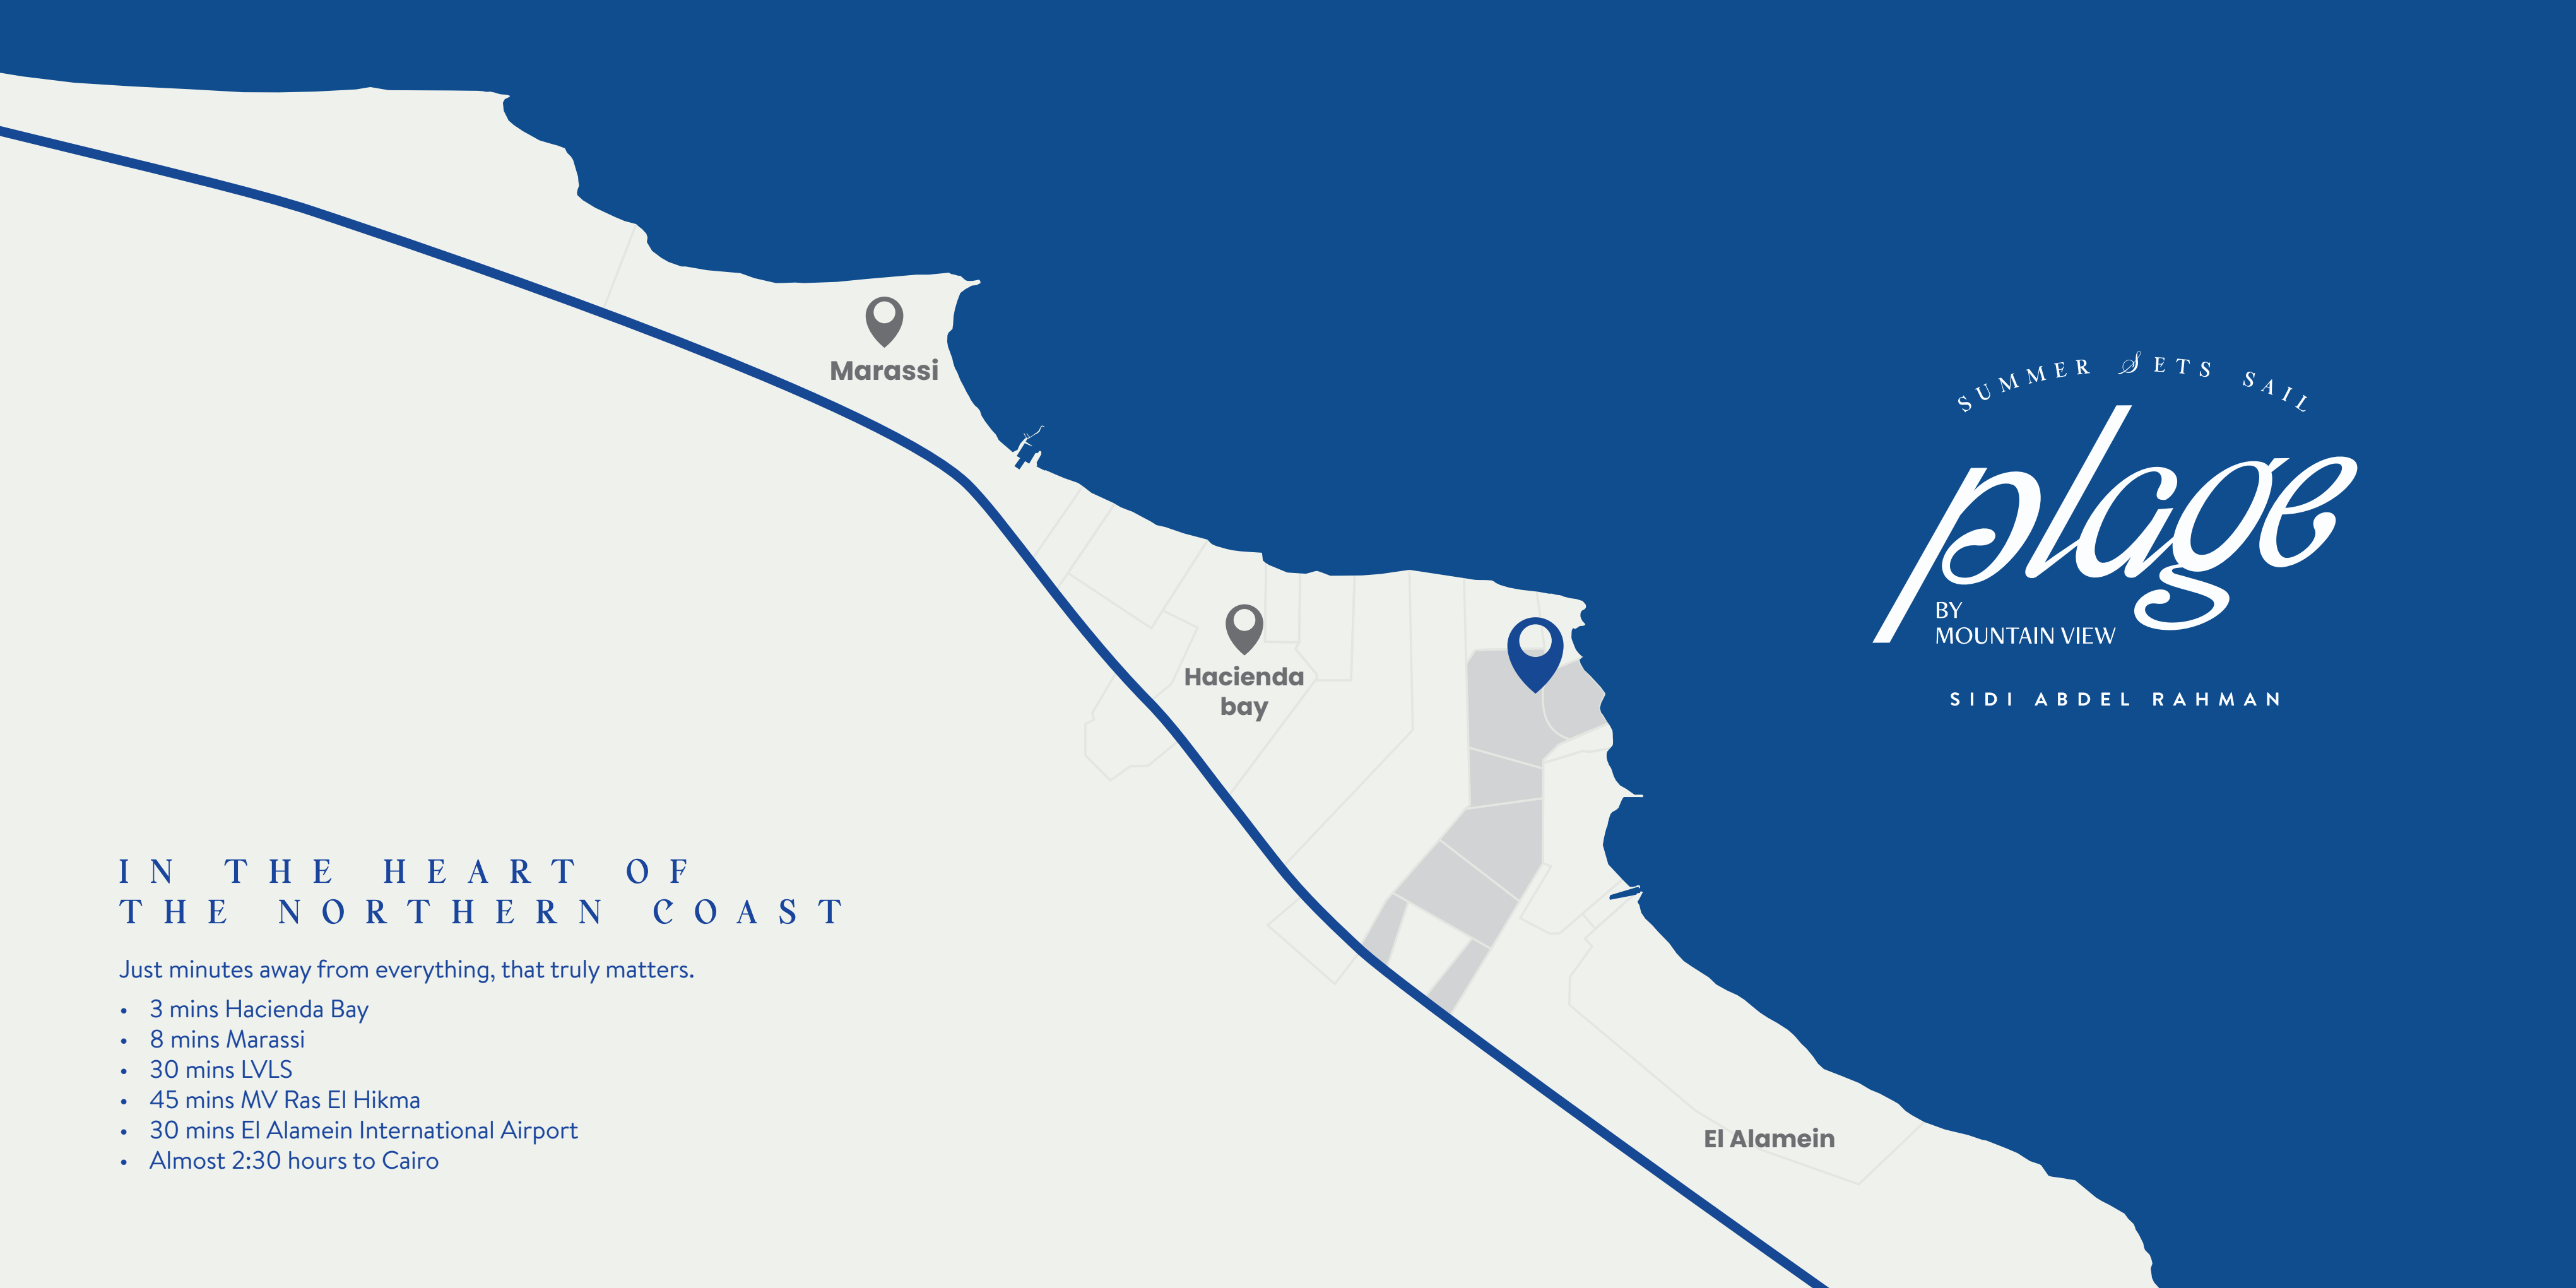 SUMMER SETS SAIL
plage
BY
MOUNTAIN VIEW
SIDI ABDEL RAHMAN
Marassi
Hacienda
bay
El Alamein
IN THE HEART OF
THE NORTHERN COAST
Just minutes away from everything, that truly matters.
• 3 mins Hacienda Bay
• 8 mins Marassi
• 30 mins LVLS
• 45 mins MV Ras El Hikma
• 30 mins El Alamein International Airport
• Almost 2:30 hours to Cairo